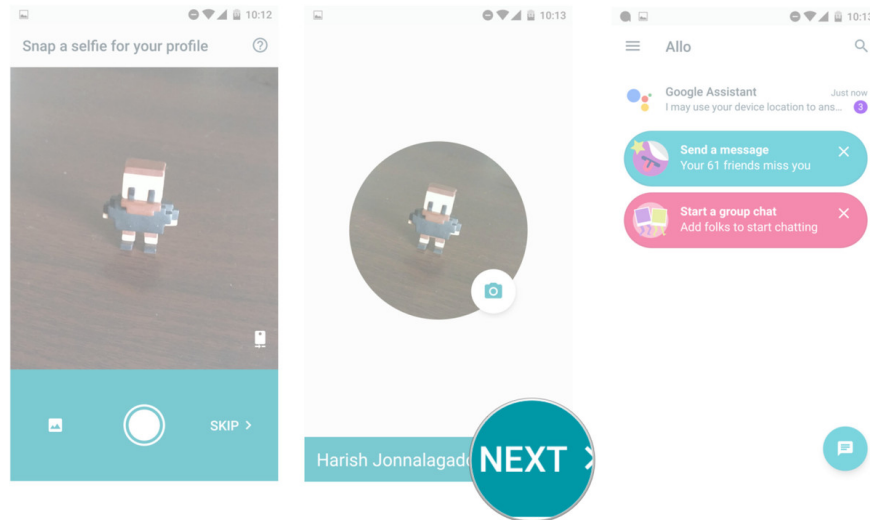 10:12
Snap a selfie for your profile
SKIP
10:13
Harish Jonnalagad
NEXT
10:13
Allo
Google Assistant
Just now
I may use your device location to ans...
3
Send a message
Your 61 friends miss you
Start a group chat
Add folks to start chatting